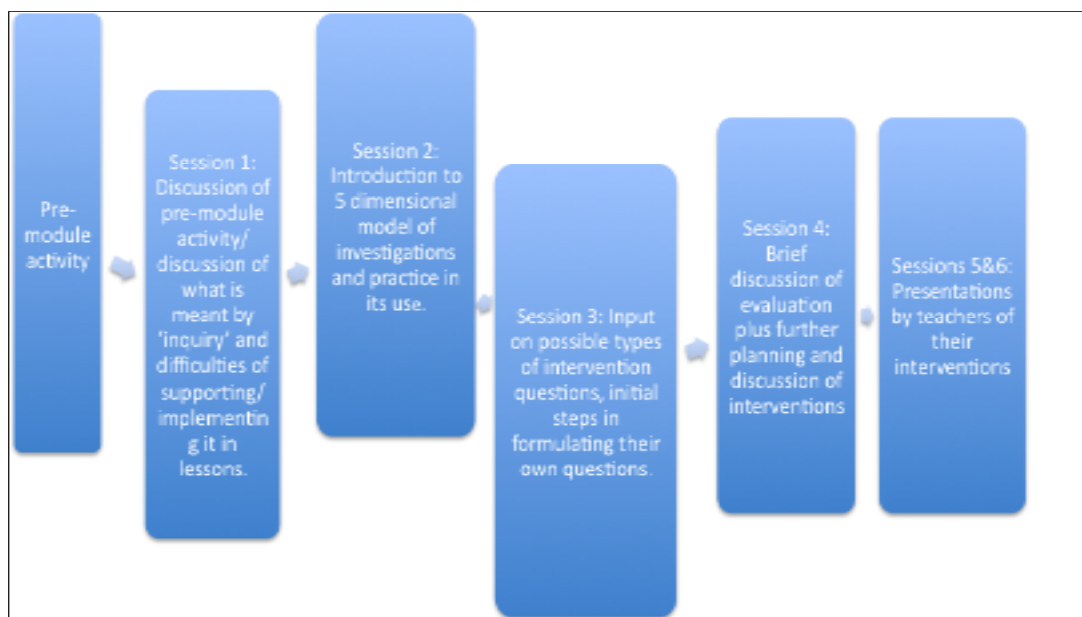 Pre-
module
activity
Session 1:
Discussion of
pre-module
activity/
discussion of
what is
meant by
'inquiry' and
difficulties of
supporting/
implementin
g it in
lessons.
Session 2:
Introduction to
5 dimensional
model of
investigations
and practice in
its use.
Session 3: Input
on possible
types of
intervention
questions, initial
steps in
formulating their
own questions.
Session 4:
Brief
discussion of
evaluation
plus further
planning and
discussion of
interventions
Sessions 5&6:
Presentations
by teachers of
their
interventions